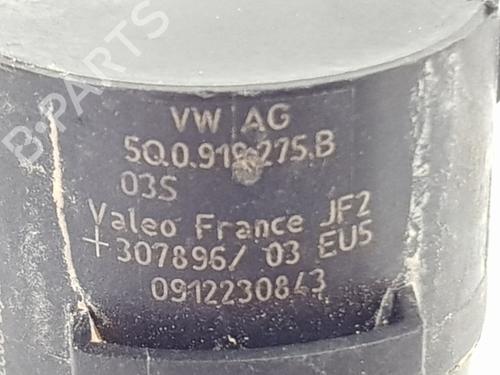 B-PARTS
VW AG
5Q0.919.275.B
03S
Valeo France JF2
+307896/ 03 EU5
0912230843